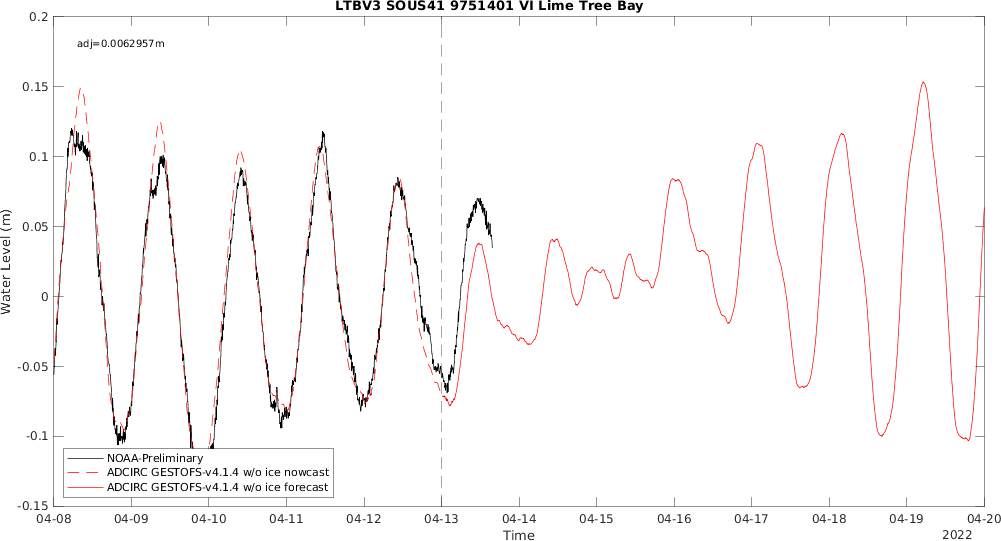 LTBV3 SOUS41 9751401 VI Lime Tree Bay
adj=0.0062957m
Water Level (m)
0.2
0.15
0.1
0.05
0
-0.05
-0.1
-0.15
NOAA-Preliminary
ADCIRC GESTOFS-v4.1.4 w/o ice nowcast
ADCIRC GESTOFS-v4.1.4 w/o ice forecast
04-08 04-09 04-10 04-11 04-12 04-13 04-14 04-15 04-16 04-17 04-18 04-19 04-20
Time
2022